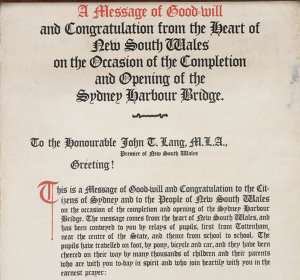 A Message of Good-will
and Congratulation from the Heart of
New South Wales
on the Occasion of the Completion
and Opening of the
Sydney Harbour Bridge.
To the Honourable John T. Lang, M.L.A.,
Premier of New South Wales
Greeting!
This is a Message of Good-will and Congratulation to the Cit-
izens of Sydney and to the People of New South Wales
on the occasion of the completion and opening of the Sydney Harbour
Bridge. The message comes from the heart of New South Wales, and
has been conveyed to you by relays of pupils, first from Tottenham,
near the centre of the State, and thence from school to school. The
pupils have travelled on foot, by pony, bicycle and car, and they have been
cheered on their way by many thousands of children and their parents
who are with you to-day in spirit and who join heartily with you in the
earnest prayer: